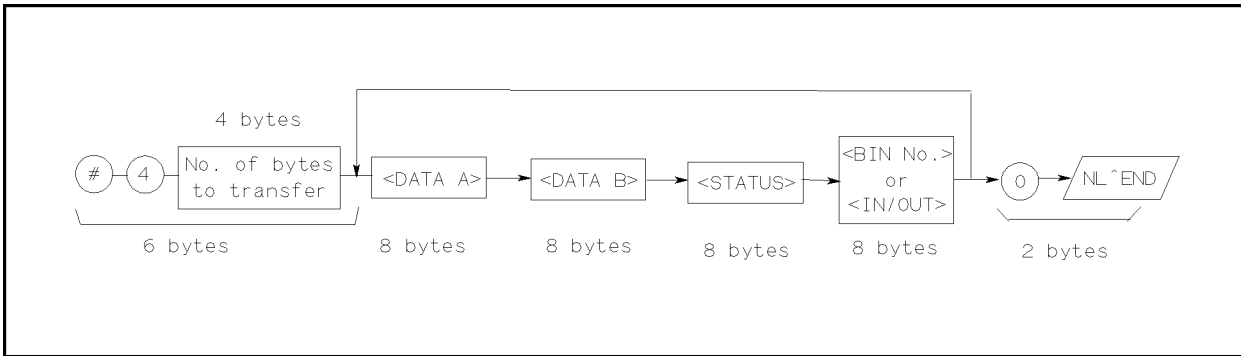 4 bytes
# 4 No. of bytes
to transfer
<DATA A>
<DATA B>
<STATUS>
<BIN No.>
or
<IN/OUT>
0
NL^END
6 bytes
8 bytes
8 bytes
8 bytes
8 bytes
2 bytes